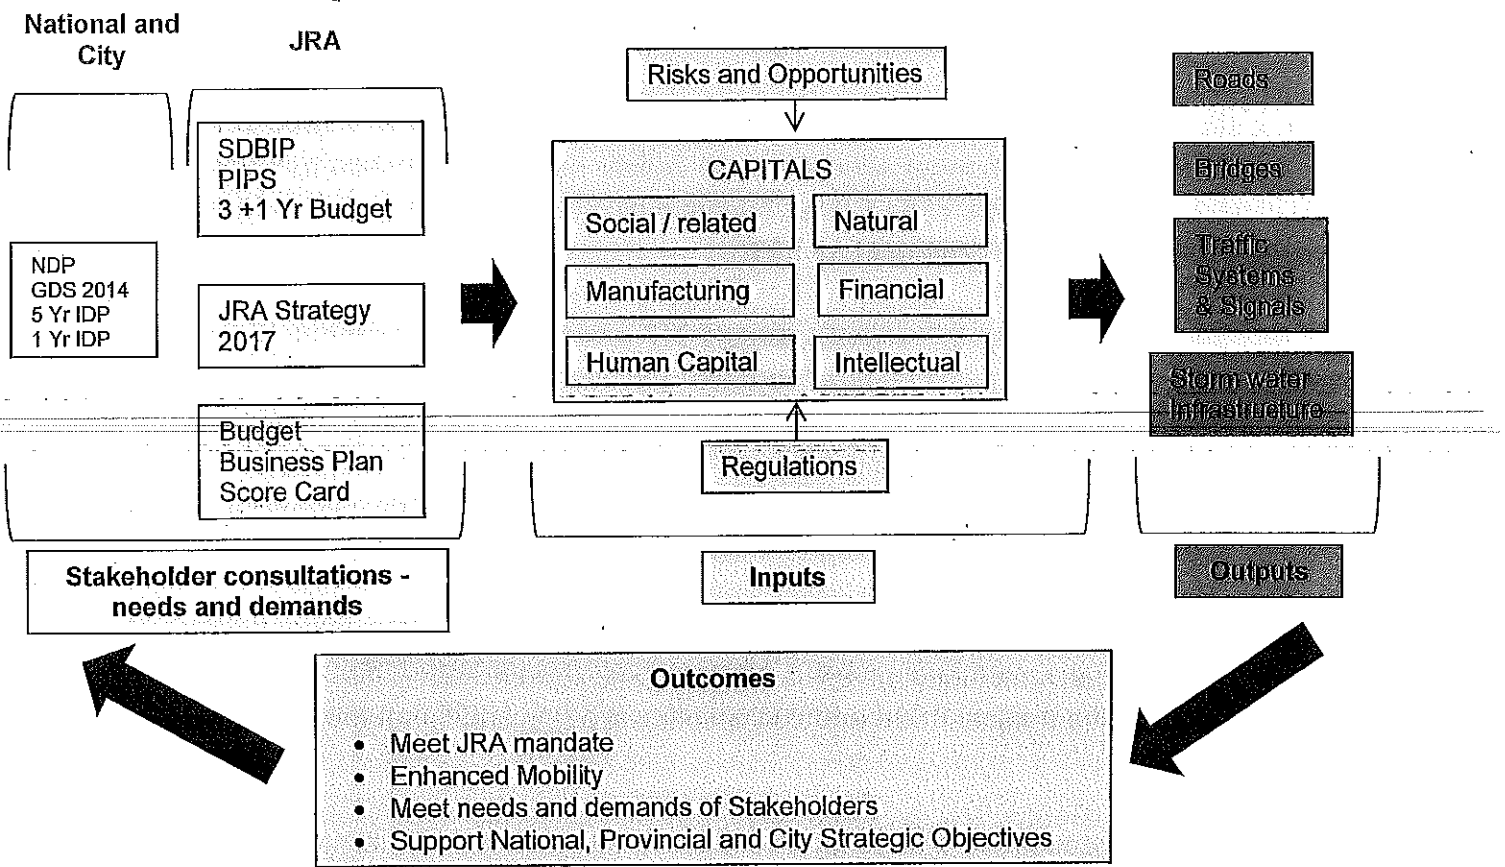 National and
City
JRA
SDBIP
PIPS
3 +1 Yr Budget
NDP
GDS 2014
5 Yr IDP
1 Yr IDP
JRA Strategy
2017
Budget
Business Plan
Score Card
Stakeholder consultations -
needs and demands
Risks and Opportunities
CAPITALS
Social / related
Natural
Manufacturing
Financial
Human Capital
Intellectual
Regulations
Inputs
Roads
Bridges
Traffic
Systems
& Signals
Storm water
Infrastructure
Outputs
Outcomes
• Meet JRA mandate
• Enhanced Mobility
• Meet needs and demands of Stakeholders
• Support National, Provincial and City Strategic Objectives